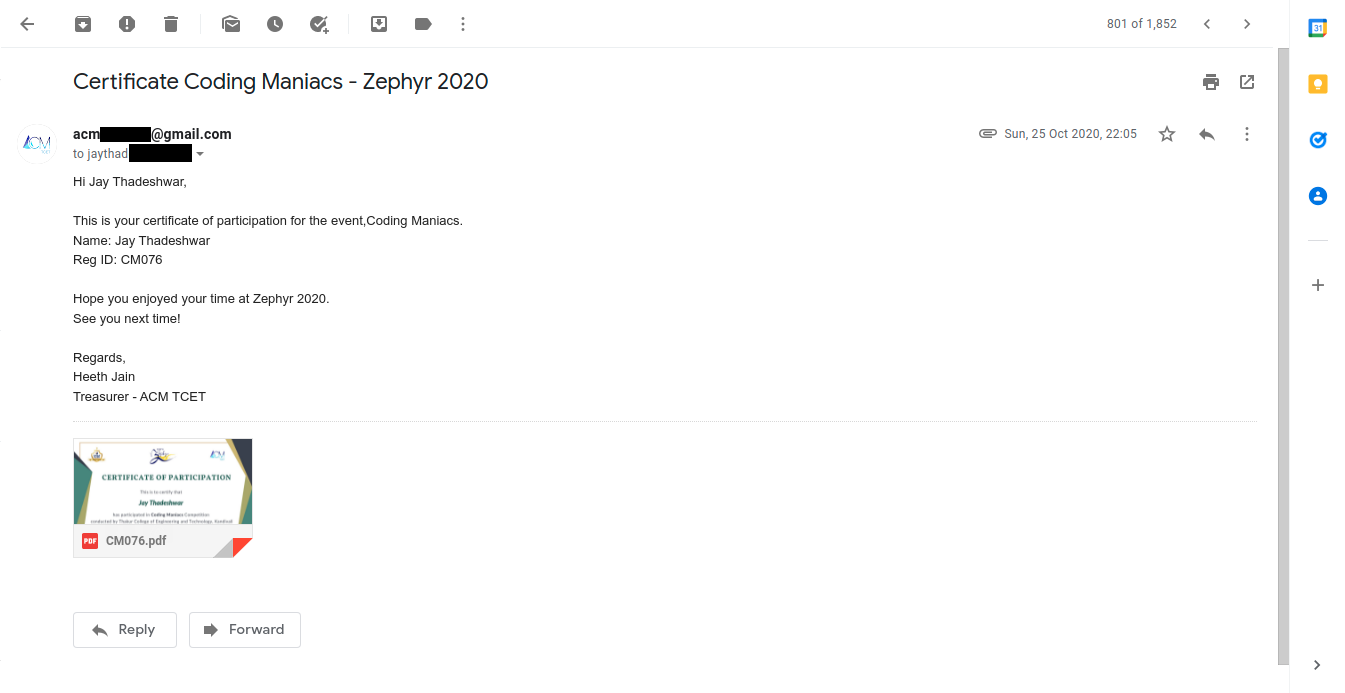 801 of 1,852
31
Certificate Coding Maniacs - Zephyr 2020
ACM
acm @gmail.com
Sun, 25 Oct 2020, 22:05
to jaythad
Hi Jay Thadeshwar,
This is your certificate of participation for the event,Coding Maniacs.
Name: Jay Thadeshwar
Reg ID: CM076
Hope you enjoyed your time at Zephyr 2020.
See you next time!
Regards,
Heeth Jain
Treasurer - ACM TCET
CERTIFICATE OF PARTICIPATION
This is to certify that
Jay Thadeshwar
has participated in Coding Maniacs Competition
conducted by Thakur College of Engineering and Technology, Kandivali
PDF CM076.pdf
Reply
Forward